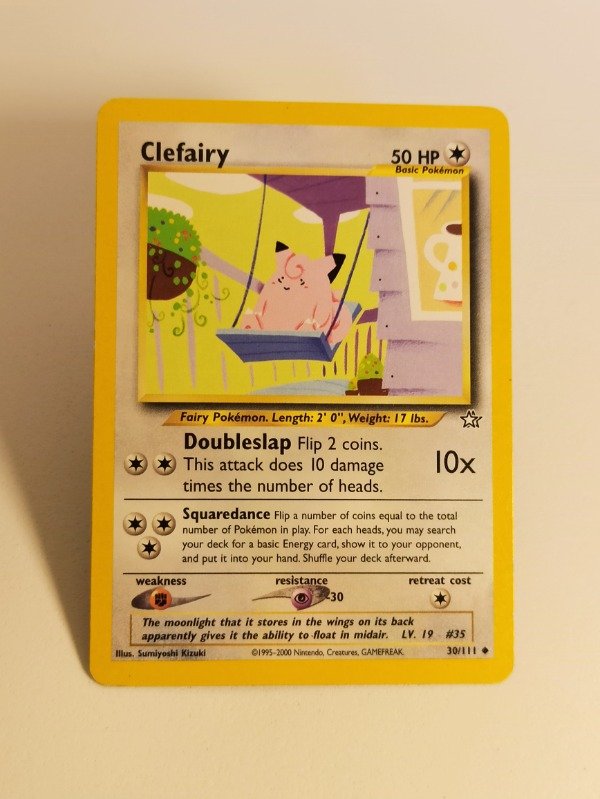 Clefairy
50 HP
Basic Pokémon
Fairy Pokémon. Length: 2' 0", Weight: 17 lbs.
Doubleslap Flip 2 coins.
This attack does 10 damage
times the number of heads.
10x
Squaredance Flip a number of coins equal to the total
number of Pokémon in play. For each heads, you may search
your deck for a basic Energy card, show it to your opponent,
and put it into your hand. Shuffle your deck afterward.
weakness
resistance
retreat cost
-30
The moonlight that it stores in the wings on its back
apparently gives it the ability to float in midair. LV. 19 #35
Illus. Sumiyoshi Kizuki
©1995-2000 Nintendo, Creatures, GAMEFREAK.
30/111